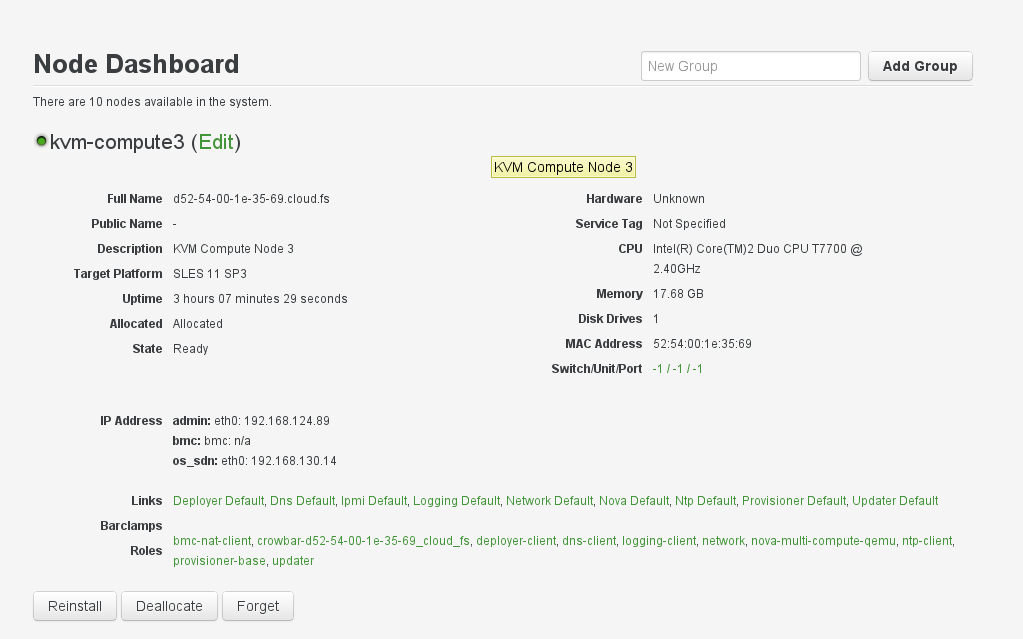 Node Dashboard
New Group
Add Group
There are 10 nodes available in the system.
kvm-compute3 (Edit)
KVM Compute Node 3
Full Name d52-54-00-1e-35-69.cloud.fs
Public Name -
Description KVM Compute Node 3
Target Platform SLES 11 SP3
Uptime 3 hours 07 minutes 29 seconds
Allocated Allocated
State Ready
Hardware Unknown
Service Tag Not Specified
CPU Intel(R) Core(TM)2 Duo CPU T7700 @
2.40GHz
Memory 17.68 GB
Disk Drives 1
MAC Address 52:54:00:1e:35:69
Switch/Unit/Port -1 / -1 / -1
IP Address admin: eth0: 192.168.124.89
bmc: bmc: n/a
os_sdn: eth0: 192.168.130.14
Links Deployer Default, Dns Default, Ipmi Default, Logging Default, Network Default, Nova Default, Ntp Default, Provisioner Default, Updater Default
Barclamps
Roles bmc-nat-client, crowbar-d52-54-00-1e-35-69_cloud_fs, deployer-client, dns-client, logging-client, network, nova-multi-compute-qemu, ntp-client,
provisioner-base, updater
Reinstall Deallocate Forget